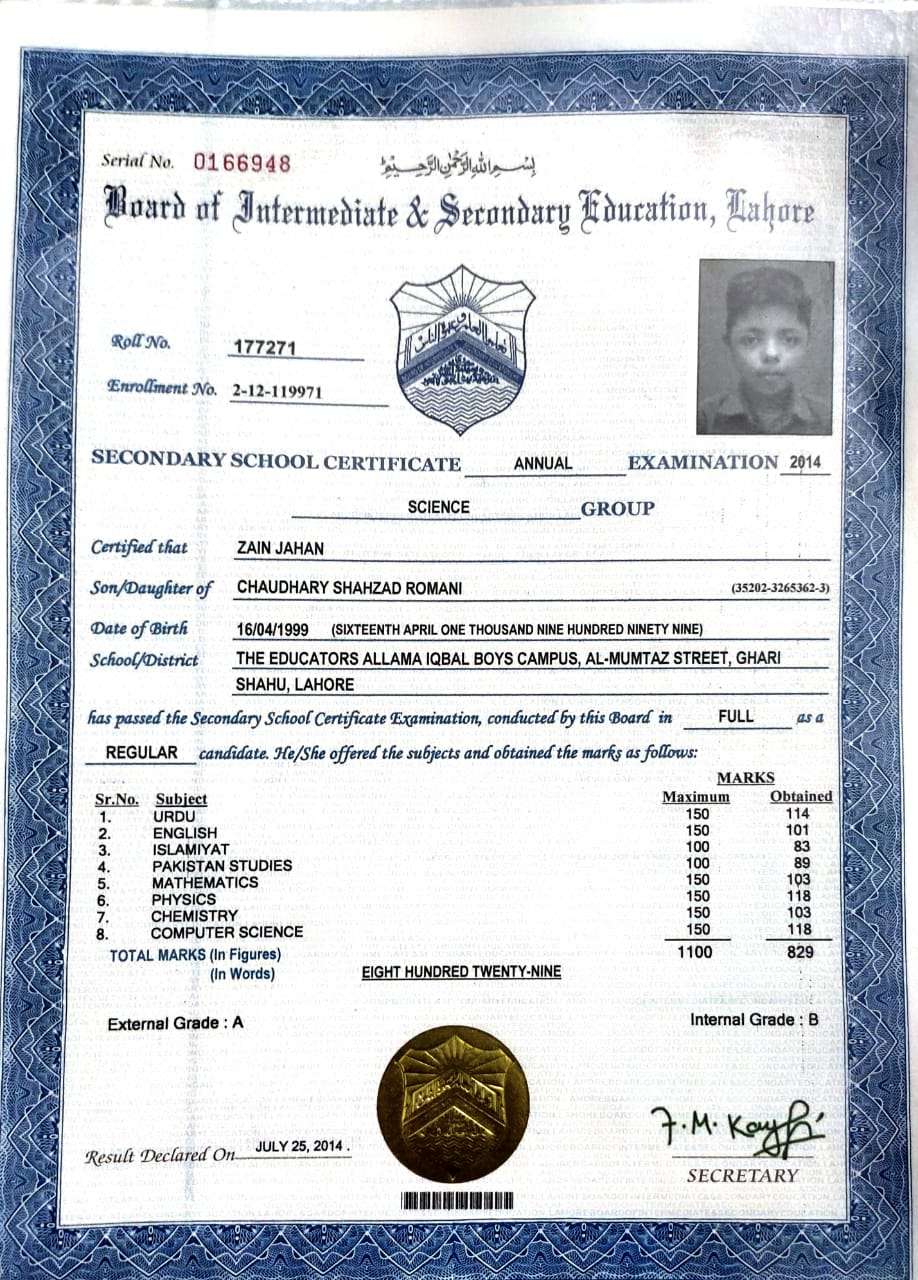 Serial No. 0166948
بسم الله الرحمن الرحيم
Board of Intermediate & Secondary Education, Lahore
Roll No. 177271
Enrollment No. 2-12-119971
SECONDARY SCHOOL CERTIFICATE ANNUAL EXAMINATION 2014
SCIENCE GROUP
Certified that ZAIN JAHAN
Son/Daughter of CHAUDHARY SHAHZAD ROMANI (35202-3265362-3)
Date of Birth 16/04/1999 (SIXTEENTH APRIL ONE THOUSAND NINE HUNDRED NINETY NINE)
School/District THE EDUCATORS ALLAMA IQBAL BOYS CAMPUS, AL-MUMTAZ STREET, GHARI
SHAHU, LAHORE
has passed the Secondary School Certificate Examination, conducted by this Board in FULL as a
REGULAR candidate. He/She offered the subjects and obtained the marks as follows:
MARKS
Sr.No. Subject Maximum Obtained
1. URDU 150 114
2. ENGLISH 150 101
3. ISLAMIYAT 100 83
4. PAKISTAN STUDIES 100 89
5. MATHEMATICS 150 103
6. PHYSICS 150 118
7. CHEMISTRY 150 103
8. COMPUTER SCIENCE 150 118
TOTAL MARKS (In Figures) 1100 829
(In Words) EIGHT HUNDRED TWENTY-NINE
External Grade : A Internal Grade : B
Result Declared On JULY 25, 2014 .
SECRETARY